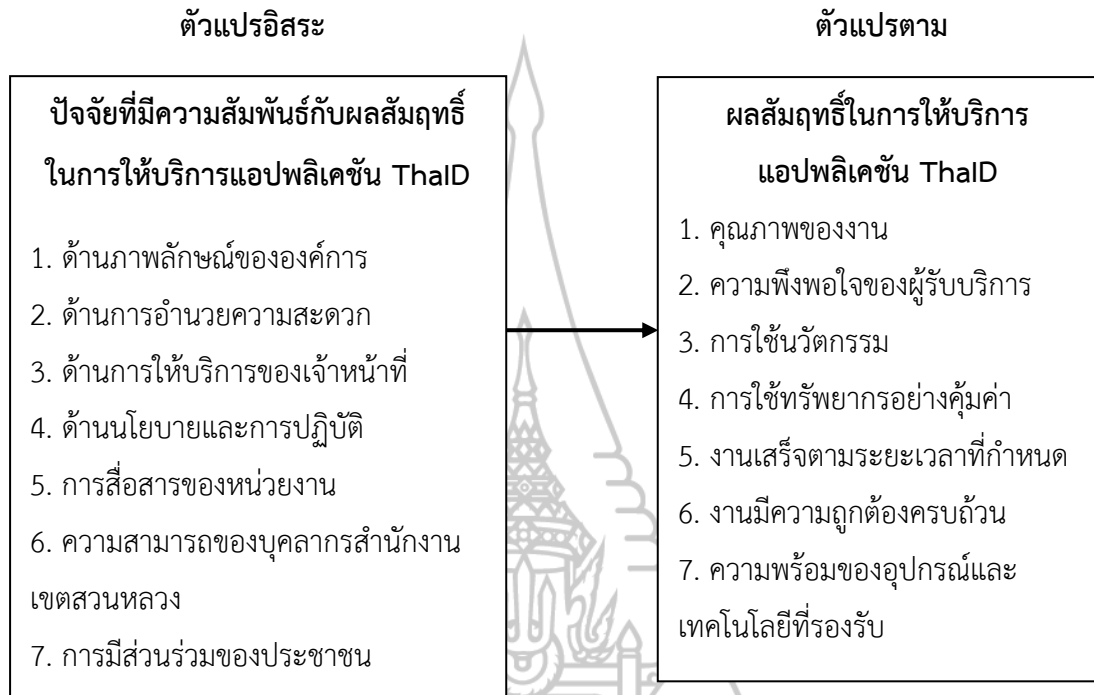 ตัวแปรอิสระ
ตัวแปรตาม
ปัจจัยที่มีความสัมพันธ์กับผลสัมฤทธิ์
ในการให้บริการแอปพลิเคชัน ThaID
1. ด้านภาพลักษณ์ขององค์การ
2. ด้านการอำนวยความสะดวก
3. ด้านการให้บริการของเจ้าหน้าที่
4. ด้านนโยบายและการปฏิบัติ
5. การสื่อสารของหน่วยงาน
6. ความสามารถของบุคลากรสำนักงาน
เขตสวนหลวง
7. การมีส่วนร่วมของประชาชน
ผลสัมฤทธิ์ในการให้บริการ
แอปพลิเคชัน ThaID
1. คุณภาพของงาน
2. ความพึงพอใจของผู้รับบริการ
3. การใช้นวัตกรรม
4. การใช้ทรัพยากรอย่างคุ้มค่า
5. งานเสร็จตามระยะเวลาที่กำหนด
6. งานมีความถูกต้องครบถ้วน
7. ความพร้อมของอุปกรณ์และ
เทคโนโลยีที่รองรับ